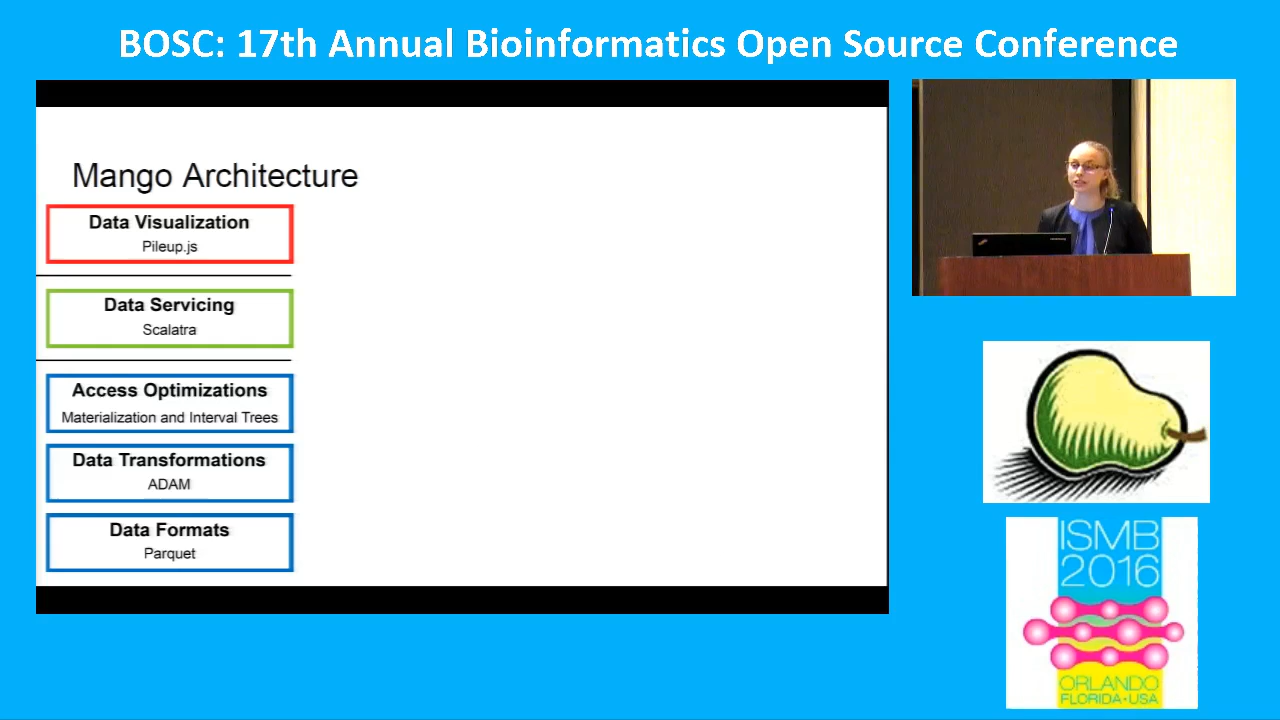 BOSC: 17th Annual Bioinformatics Open Source Conference
Mango Architecture
Data Visualization
Pileup.js
Data Servicing
Scalatra
Access Optimizations
Materialization and Interval Trees
Data Transformations
ADAM
Data Formats
Parquet
ISMB
2016
ORLANDO
FLORIDA•USA